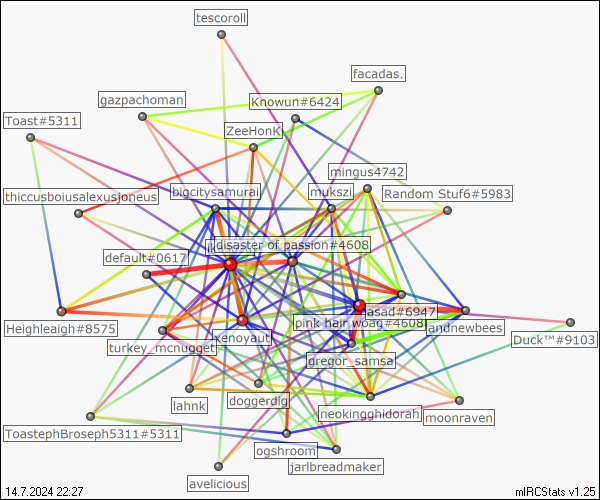 tescoroll
facadas.
gazpachoman
Knowun#6424
Toast#5311
ZeeHonK
mingus4742
bigcitysamurai
mukszi
Random Stuf6#5983
thiccusboiusalexusjoneus
disaster of passion#4608
default#0617
jasad#6947
pink hair woag#4608
Heighleaigh#8575
andnewbees
xenoyaut
Duck™#9103
turkey_mcnugget
gregor_samsa
lahnk
doggerdig
neokingghidorah
moonraven
ToastephBroseph5311#5311
ogshroom
jarlbreadmaker
avelicious
14.7.2024 22:27
mIRCStats v1.25